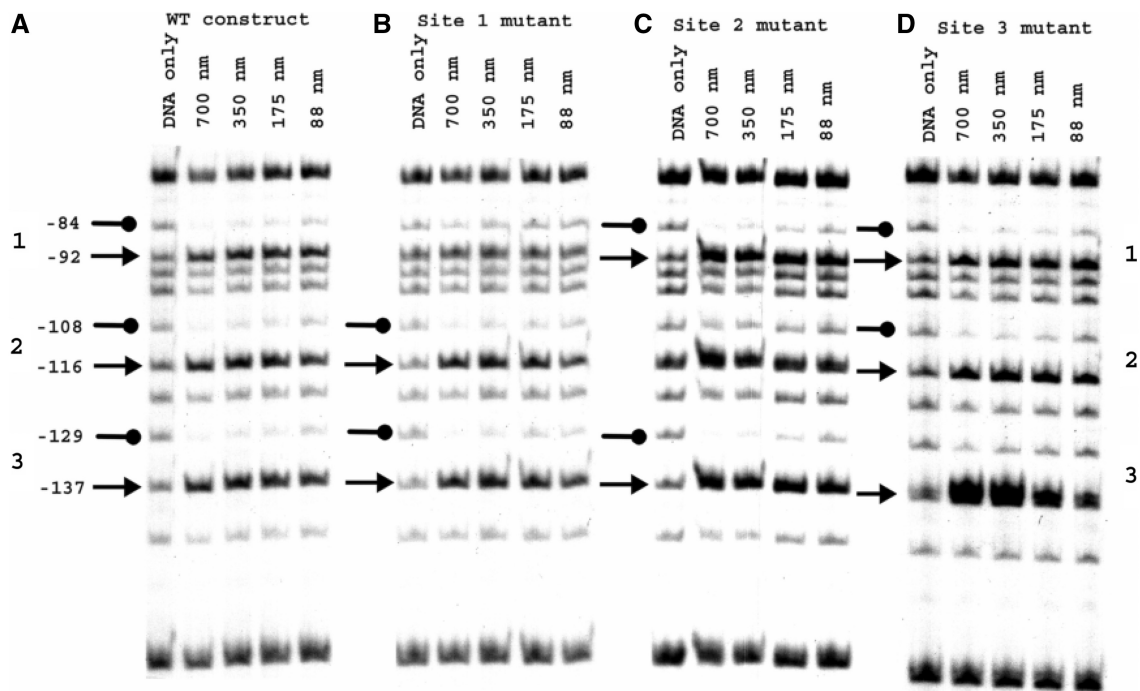 A
WT construct
DNA only
700 nm
350 nm
175 nm
88 nm
B
Site 1 mutant
DNA only
700 nm
350 nm
175 nm
88 nm
C
Site 2 mutant
DNA only
700 nm
350 nm
175 nm
88 nm
D
Site 3 mutant
DNA only
700 nm
350 nm
175 nm
88 nm
-84
1
-92
-108
2
-116
-129
3
-137
1
2
3